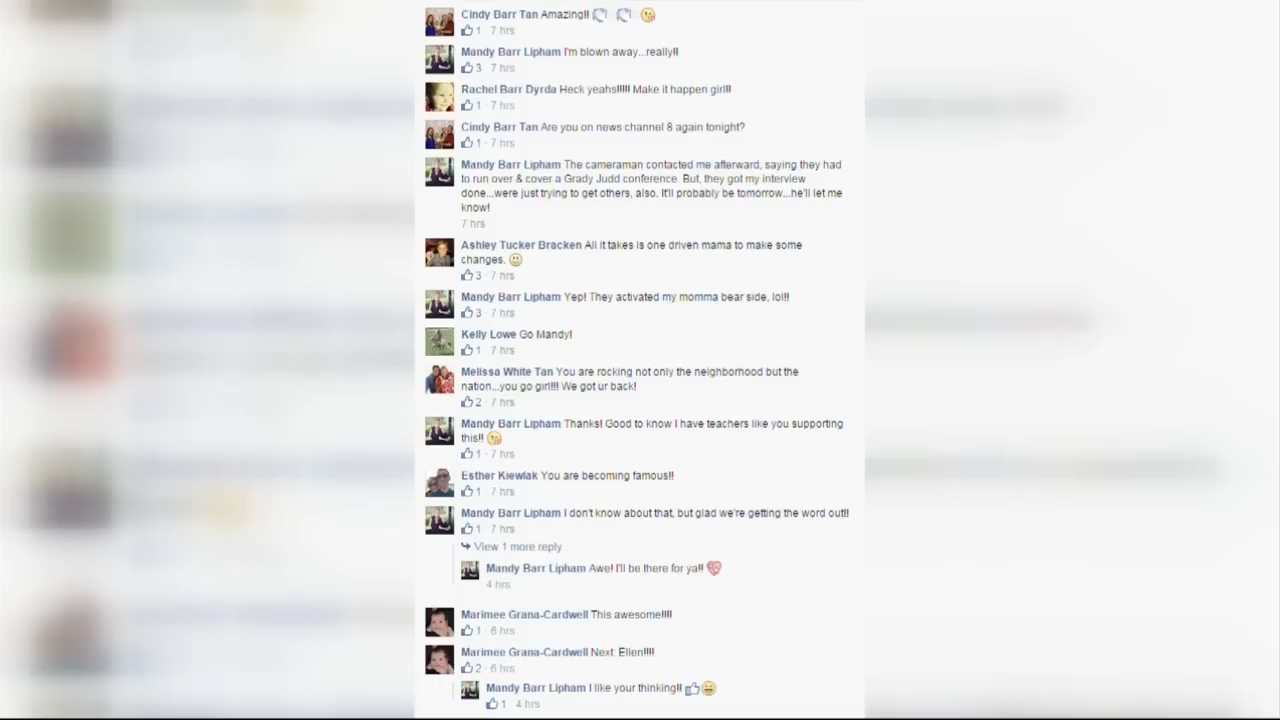 Cindy Barr Tan Amazing!!
1 · 7 hrs
Mandy Barr Lipham I'm blown away...really!!
3 · 7 hrs
Rachel Barr Dyrda Heck yeahs!!!!! Make it happen girl!!!
1 · 7 hrs
Cindy Barr Tan Are you on news channel 8 again tonight?
1 · 7 hrs
Mandy Barr Lipham The cameraman contacted me afterward, saying they had
to run over & cover a Grady Judd conference. But, they got my interview
done...were just trying to get others, also. It'll probably be tomorrow...he'll let me
know!
7 hrs
Ashley Tucker Bracken All it takes is one driven mama to make some
changes.
3 · 7 hrs
Mandy Barr Lipham Yep! They activated my momma bear side, lol!!
3 · 7 hrs
Kelly Lowe Go Mandy!
1 · 7 hrs
Melissa White Tan You are rocking not only the neighborhood but the
nation...you go girl!!!! We got ur back!
2 · 7 hrs
Mandy Barr Lipham Thanks! Good to know I have teachers like you supporting
this!!
1 · 7 hrs
Esther Kiewlak You are becoming famous!!
1 · 7 hrs
Mandy Barr Lipham I don't know about that, but glad we're getting the word out!!
1 · 7 hrs
View 1 more reply
Mandy Barr Lipham Awe! I'll be there for ya!!
4 hrs
Marimee Grana-Cardwell This awesome!!!!
1 · 6 hrs
Marimee Grana-Cardwell Next: Ellen!!!!
2 · 6 hrs
Mandy Barr Lipham I like your thinking!!
1 · 4 hrs